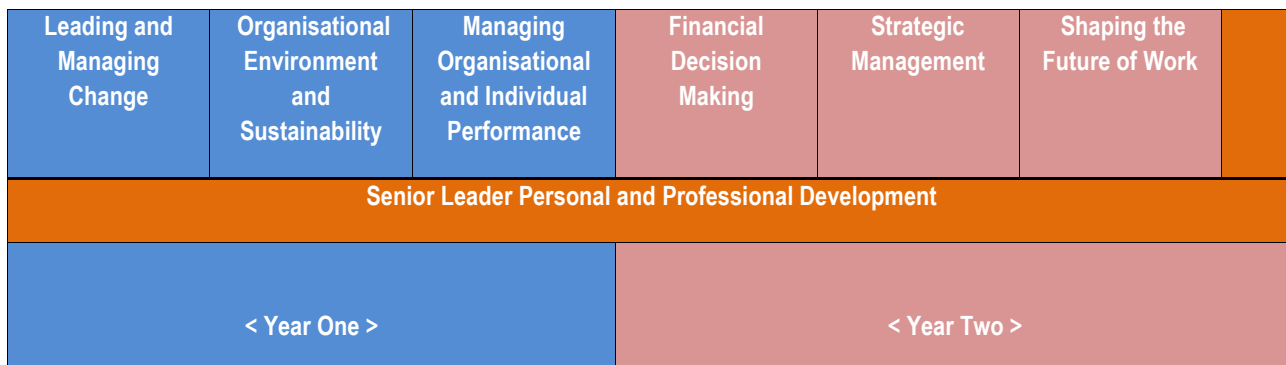 Leading and
Managing
Change
Organisational
Environment
and
Sustainability
Managing
Organisational
and Individual
Performance
Financial
Decision
Making
Strategic
Management
Shaping the
Future of Work
Senior Leader Personal and Professional Development
< Year One >
< Year Two >